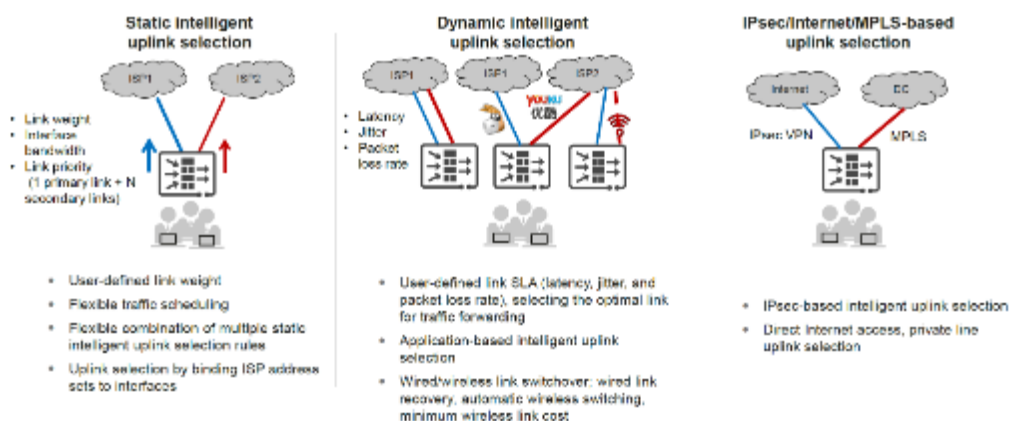 Static intelligent
uplink selection
ISP1
ISP2
• Link weight
• Interface
bandwidth
• Link priority
(1 primary link + N
secondary links)
• User-defined link weight
• Flexible traffic scheduling
• Flexible combination of multiple static
intelligent uplink selection rules
• Uplink selection by binding ISP address
sets to interfaces
Dynamic intelligent
uplink selection
ISP1
ISP1
ISP2
YOUKU
优酷
• Latency
• Jitter
• Packet
loss rate
• User-defined link SLA (latency, jitter, and
packet loss rate), selecting the optimal link
for traffic forwarding
• Application-based intelligent uplink
selection
• Wired/wireless link switchover: wired link
recovery, automatic wireless switching,
minimum wireless link cost
IPsec/Internet/MPLS-based
uplink selection
Internet
DC
IPsec VPN
MPLS
• IPsec-based intelligent uplink selection
• Direct Internet access, private line
uplink selection